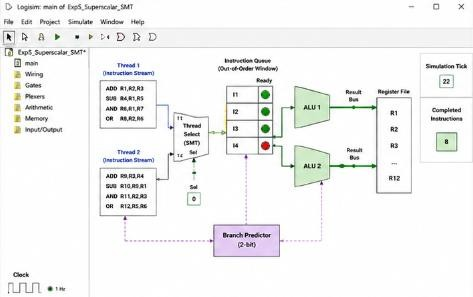 Logisim: main of Exp5_Superscalar_SMT
File Edit Project Simulate Window Help
Exp5_Superscalar_SMT*
main
Wiring
Gates
Plexers
Arithmetic
Memory
Input/Output
Thread 1
(Instruction Stream)
ADD R1,R2,R3
SUB R4,R1,R5
AND R6,R1,R7
OR R8,R2,R6
Thread 2
(Instruction Stream)
ADD R9,R3,R4
SUB R10,R9,R1
AND R11,R2,R3
OR R12,R5,R6
Thread
Select
(SMT)
Sel
0
Instruction Queue
(Out-of-Order Window)
Ready
I1
I2
I3
I4
ALU 1
ALU 2
Result
Bus
Result
Bus
Register File
R1
R2
R3
...
R12
Branch Predictor
(2-bit)
Simulation Tick
22
Completed
Instructions
8
Clock
1 Hz